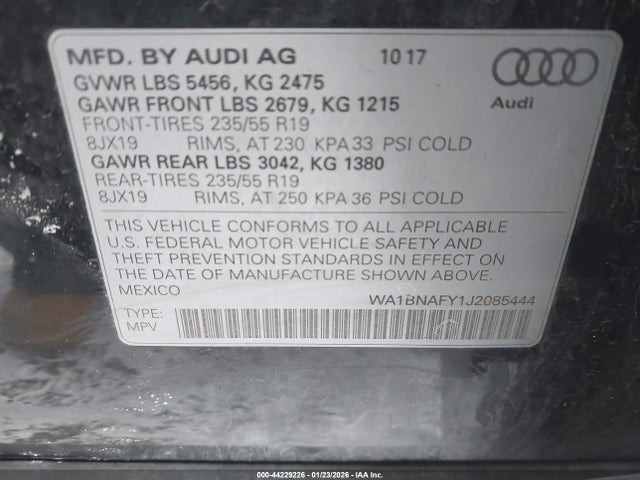 MFD. BY AUDI AG 10 17
GVWR LBS 5456, KG 2475
GAWR FRONT LBS 2679, KG 1215
FRONT-TIRES 235/55 R19
8JX19 RIMS, AT 230 KPA 33 PSI COLD
GAWR REAR LBS 3042, KG 1380
REAR-TIRES 235/55 R19
8JX19 RIMS, AT 250 KPA 36 PSI COLD
Audi
THIS VEHICLE CONFORMS TO ALL APPLICABLE
U.S. FEDERAL MOTOR VEHICLE SAFETY AND
THEFT PREVENTION STANDARDS IN EFFECT ON
THE DATE OF MANUFACTURE SHOWN ABOVE.
MEXICO WA1BNAFY1J2085444
TYPE:
MPV
000-44229226 - 01/23/2026 - IAA Inc.